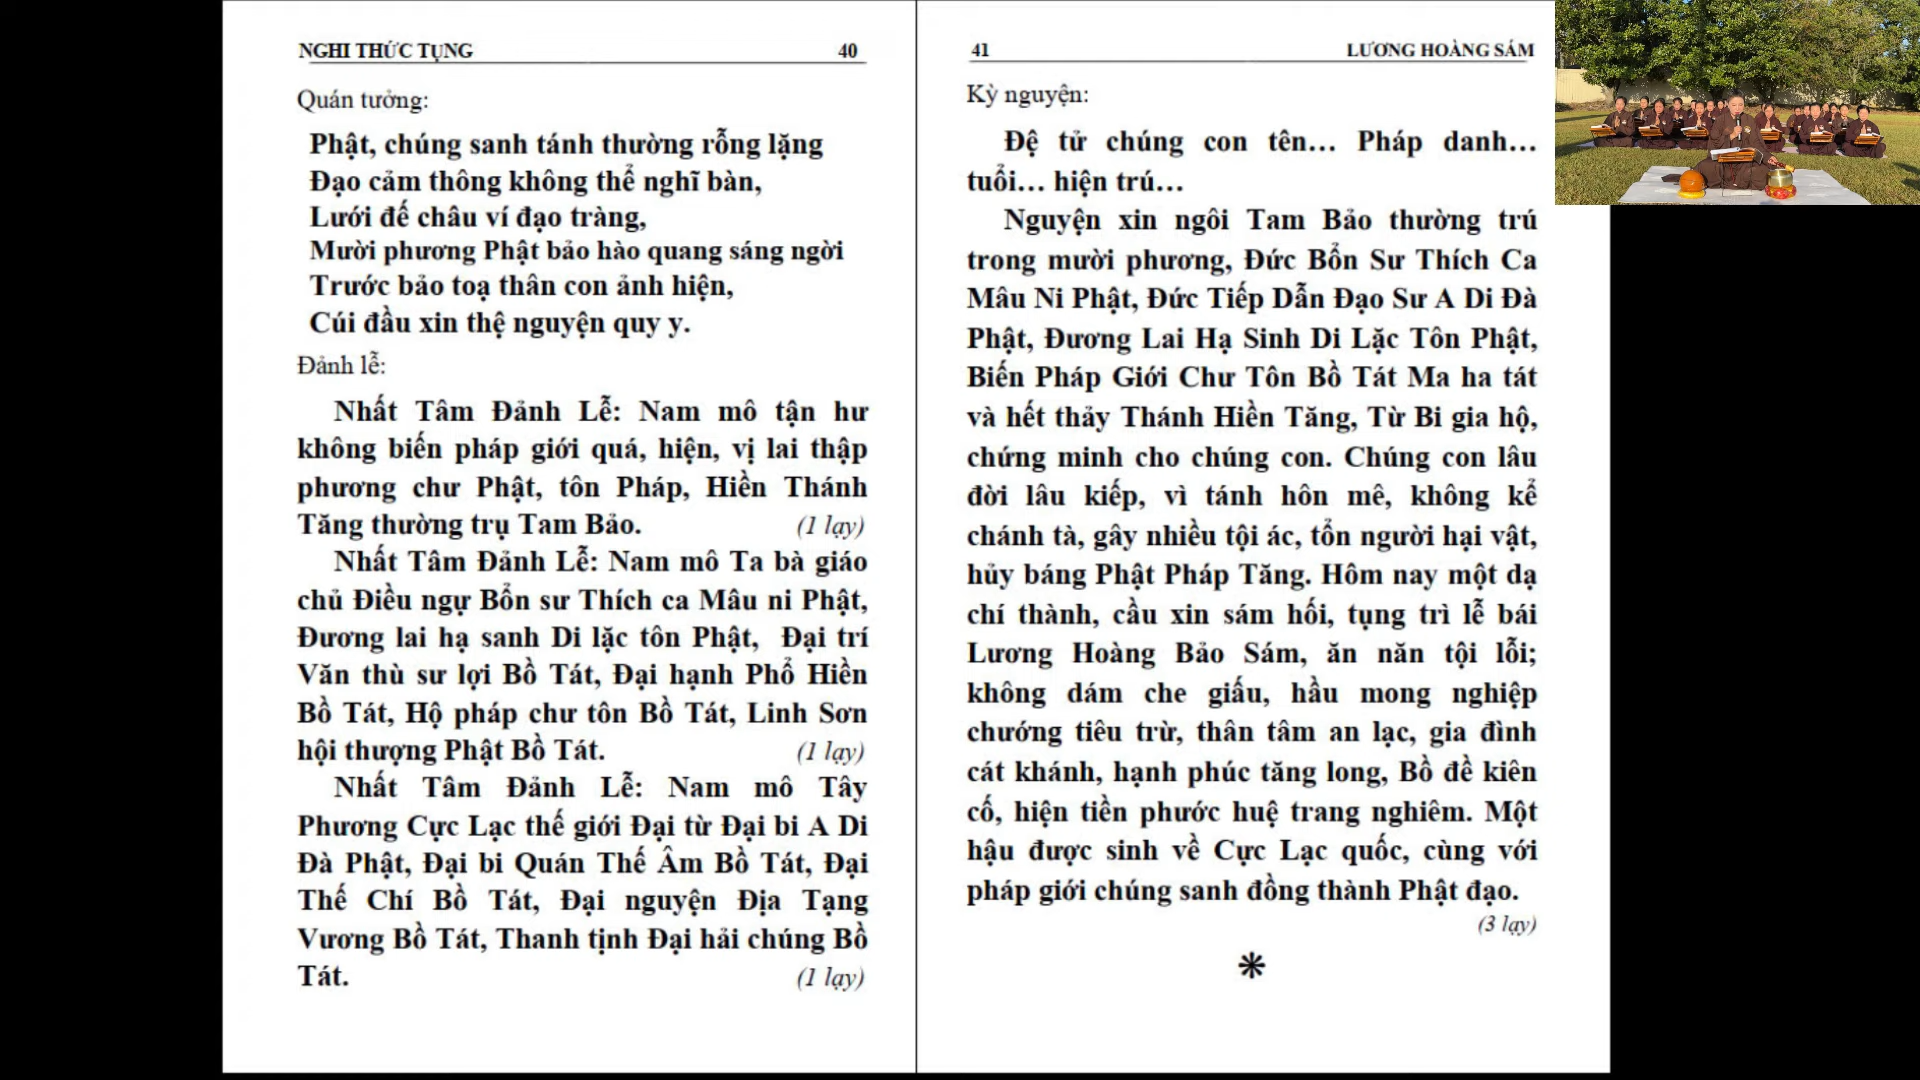 NGHI THỨC TỤNG 40
Quán tưởng:
Phật, chúng sanh tánh thường rỗng lặng
Đạo cảm thông không thể nghĩ bàn,
Lưới đế châu ví đạo tràng,
Mười phương Phật bảo hào quang sáng ngời
Trước bảo toạ thân con ảnh hiện,
Cúi đầu xin thệ nguyện quy y.
Đảnh lễ:
Nhất Tâm Đảnh Lễ: Nam mô tận hư
không biến pháp giới quá, hiện, vị lai thập
phương chư Phật, tôn Pháp, Hiền Thánh
Tăng thường trụ Tam Bảo. (1 lạy)
Nhất Tâm Đảnh Lễ: Nam mô Ta bà giáo
chủ Điều ngự Bổn sư Thích ca Mâu ni Phật,
Đương lai hạ sanh Di lặc tôn Phật, Đại trí
Văn thù sư lợi Bồ Tát, Đại hạnh Phổ Hiền
Bồ Tát, Hộ pháp chư tôn Bồ Tát, Linh Sơn
hội thượng Phật Bồ Tát. (1 lạy)
Nhất Tâm Đảnh Lễ: Nam mô Tây
Phương Cực Lạc thế giới Đại từ Đại bi A Di
Đà Phật, Đại bi Quán Thế Âm Bồ Tát, Đại
Thế Chí Bồ Tát, Đại nguyện Địa Tạng
Vương Bồ Tát, Thanh tịnh Đại hải chúng Bồ
Tát. (1 lạy)
41 LƯƠNG HOÀNG SÁM
Kỳ nguyện:
Đệ tử chúng con tên... Pháp danh...
tuổi... hiện trú...
Nguyện xin ngôi Tam Bảo thường trú
trong mười phương, Đức Bổn Sư Thích Ca
Mâu Ni Phật, Đức Tiếp Dẫn Đạo Sư A Di Đà
Phật, Đương Lai Hạ Sinh Di Lặc Tôn Phật,
Biến Pháp Giới Chư Tôn Bồ Tát Ma ha tát
và hết thảy Thánh Hiền Tăng, Từ Bi gia hộ,
chứng minh cho chúng con. Chúng con lâu
đời lâu kiếp, vì tánh hôn mê, không kể
chánh tà, gây nhiều tội ác, tổn người hại vật,
hủy báng Phật Pháp Tăng. Hôm nay một dạ
chí thành, cầu xin sám hối, tụng trì lễ bái
Lương Hoàng Bảo Sám, ăn năn tội lỗi;
không dám che giấu, hầu mong nghiệp
chướng tiêu trừ, thân tâm an lạc, gia đình
cát khánh, hạnh phúc tăng long, Bồ đề kiên
cố, hiện tiền phước huệ trang nghiêm. Một
hậu được sinh về Cực Lạc quốc, cùng với
pháp giới chúng sanh đồng thành Phật đạo.
(3 lạy)